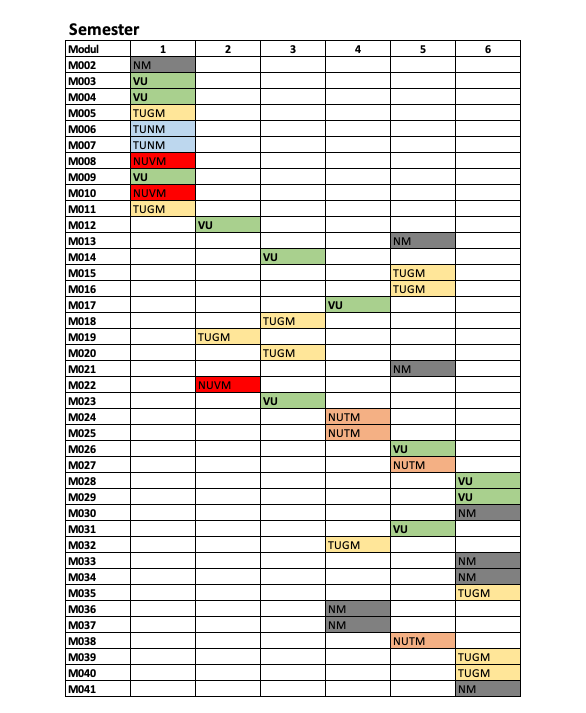 Semester
Modul 1 2 3 4 5 6
M002 NM
M003 VU
M004 VU
M005 TUGM
M006 TUNM
M007 TUNM
M008 NUVM
M009 VU
M010 NUVM
M011 TUGM
M012 VU
M013 NM
M014 VU
M015 TUGM
M016 TUGM
M017 VU
M018 TUGM
M019 TUGM
M020 TUGM
M021 NM
M022 NUVM
M023 VU
M024 NUTM
M025 NUTM
M026 VU
M027 NUTM
M028 VU
M029 VU
M030 NM
M031 VU
M032 TUGM
M033 NM
M034 NM
M035 TUGM
M036 NM
M037 NM
M038 NUTM
M039 TUGM
M040 TUGM
M041 NM